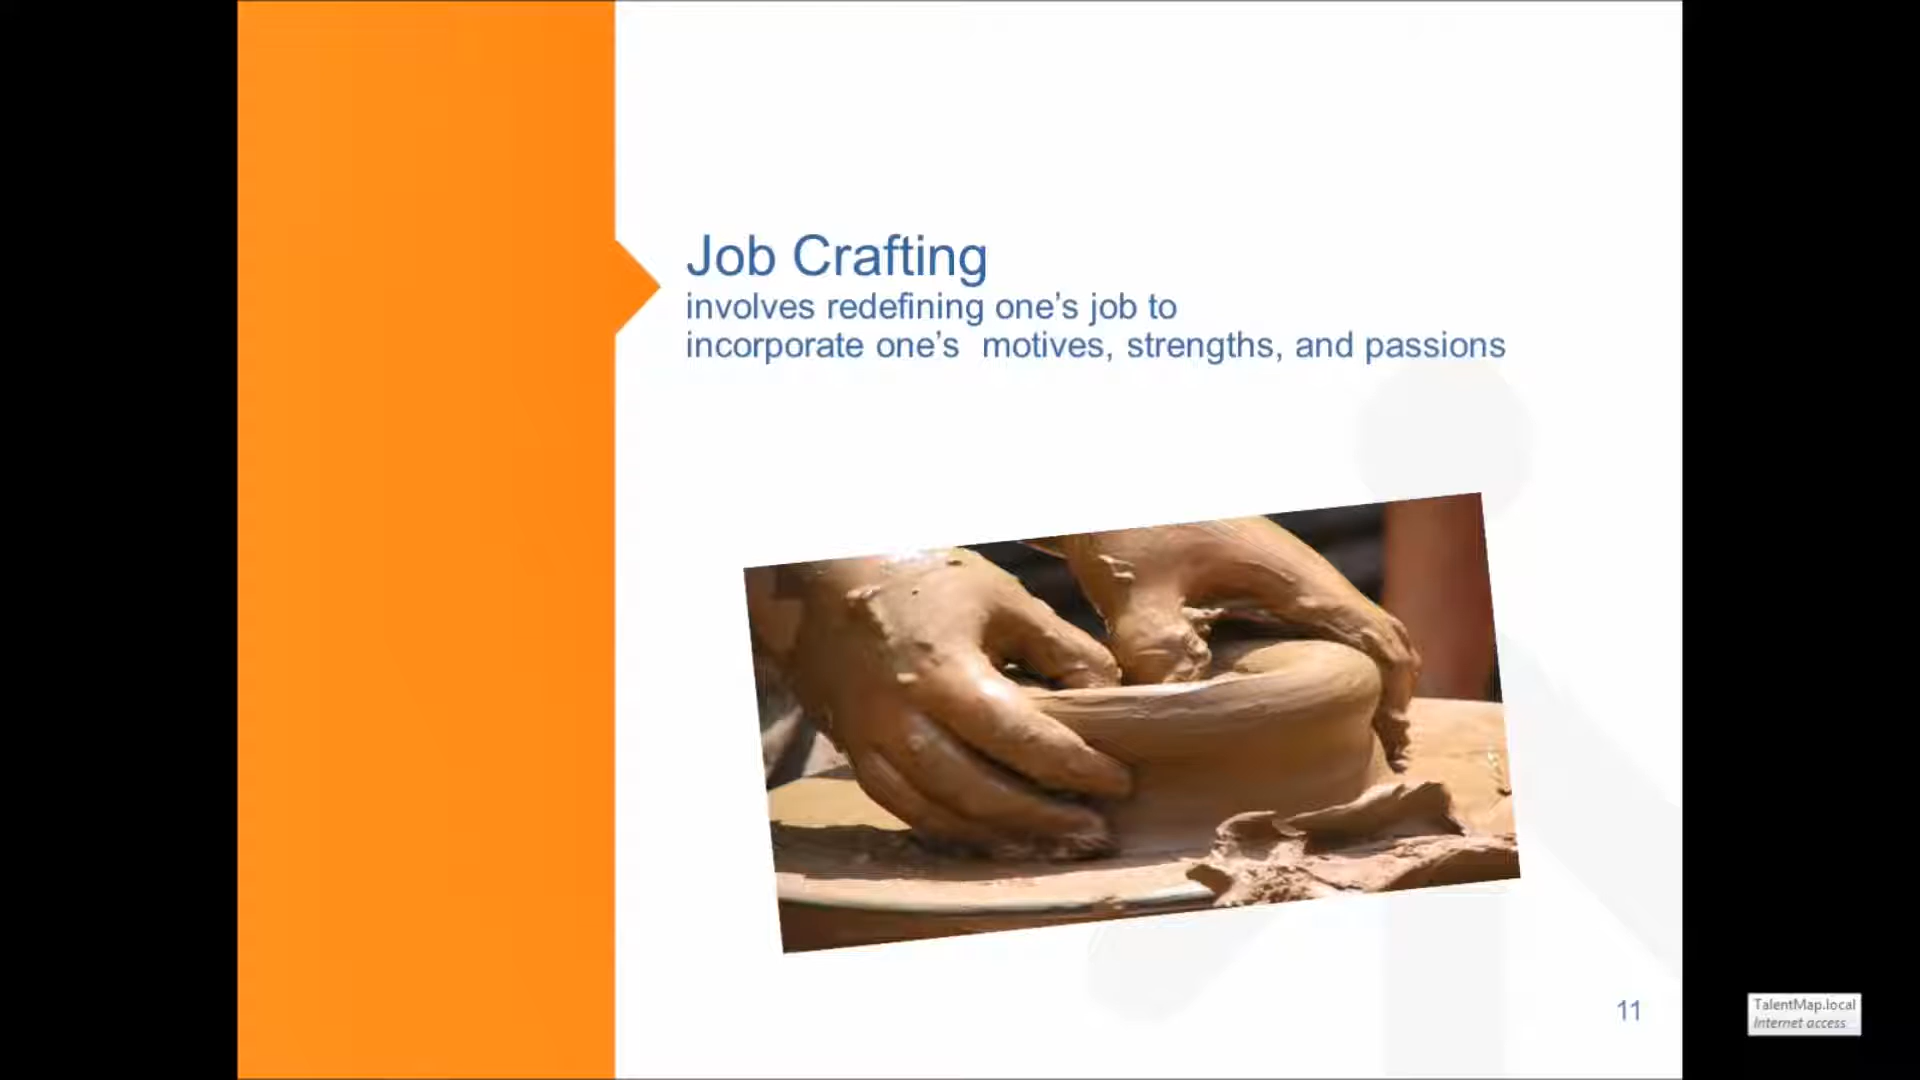 Job Crafting
involves redefining one’s job to
incorporate one’s  motives, strengths, and passions
11
TalentMap.local
Internet access